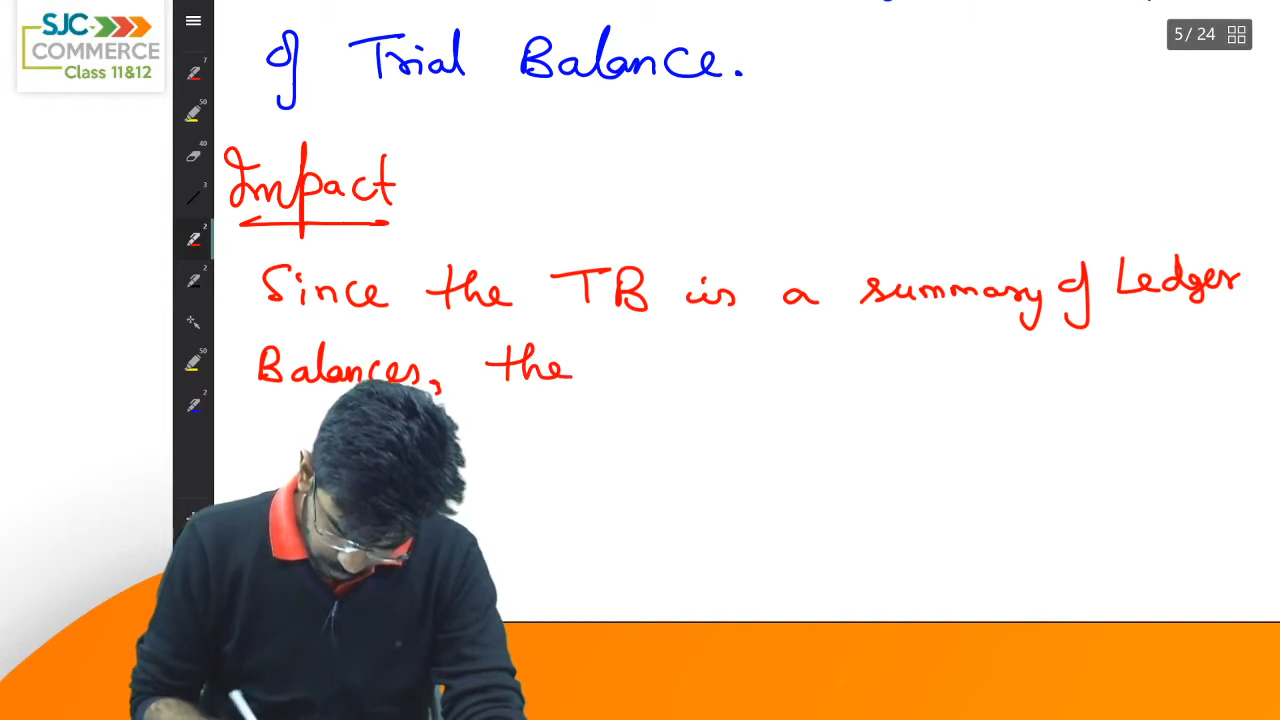 SJC
COMMERCE
Class 11&12
5 / 24
of Trial Balance.
Impact
Since the TB is a summary of Ledger
Balances, the